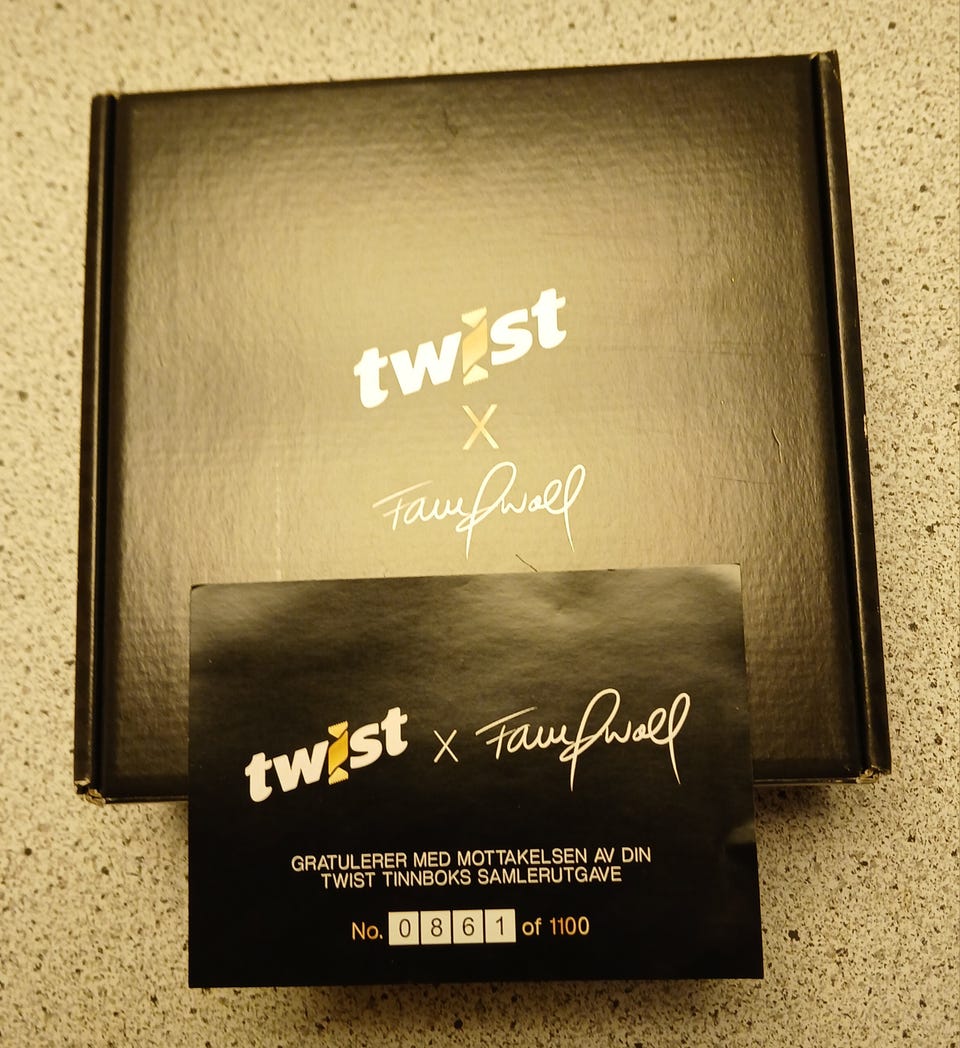 twist
X
twist X
GRATULERER MED MOTTAKELSEN AV DIN
TWIST TINNBOKS SAMLERUTGAVE
No. 0861 of 1100